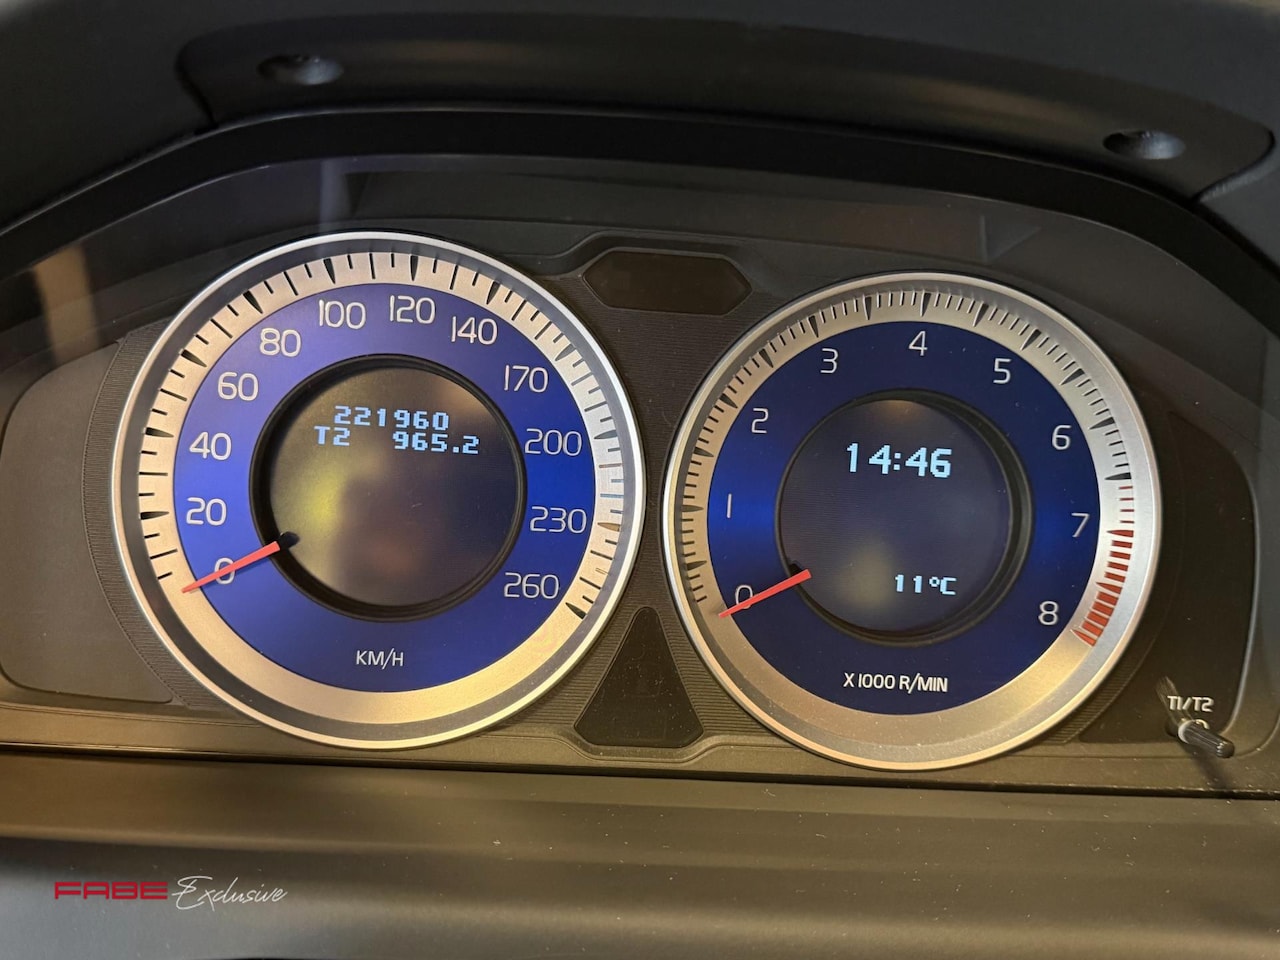 100 120 140
80 170
60 200
40 230
20 260
0
221960
T2 965.2
KM/H
3 4 5
2 6
1 7
0 8
14:46
11°C
X1000 R/MIN
T1/T2
FABE Exclusive